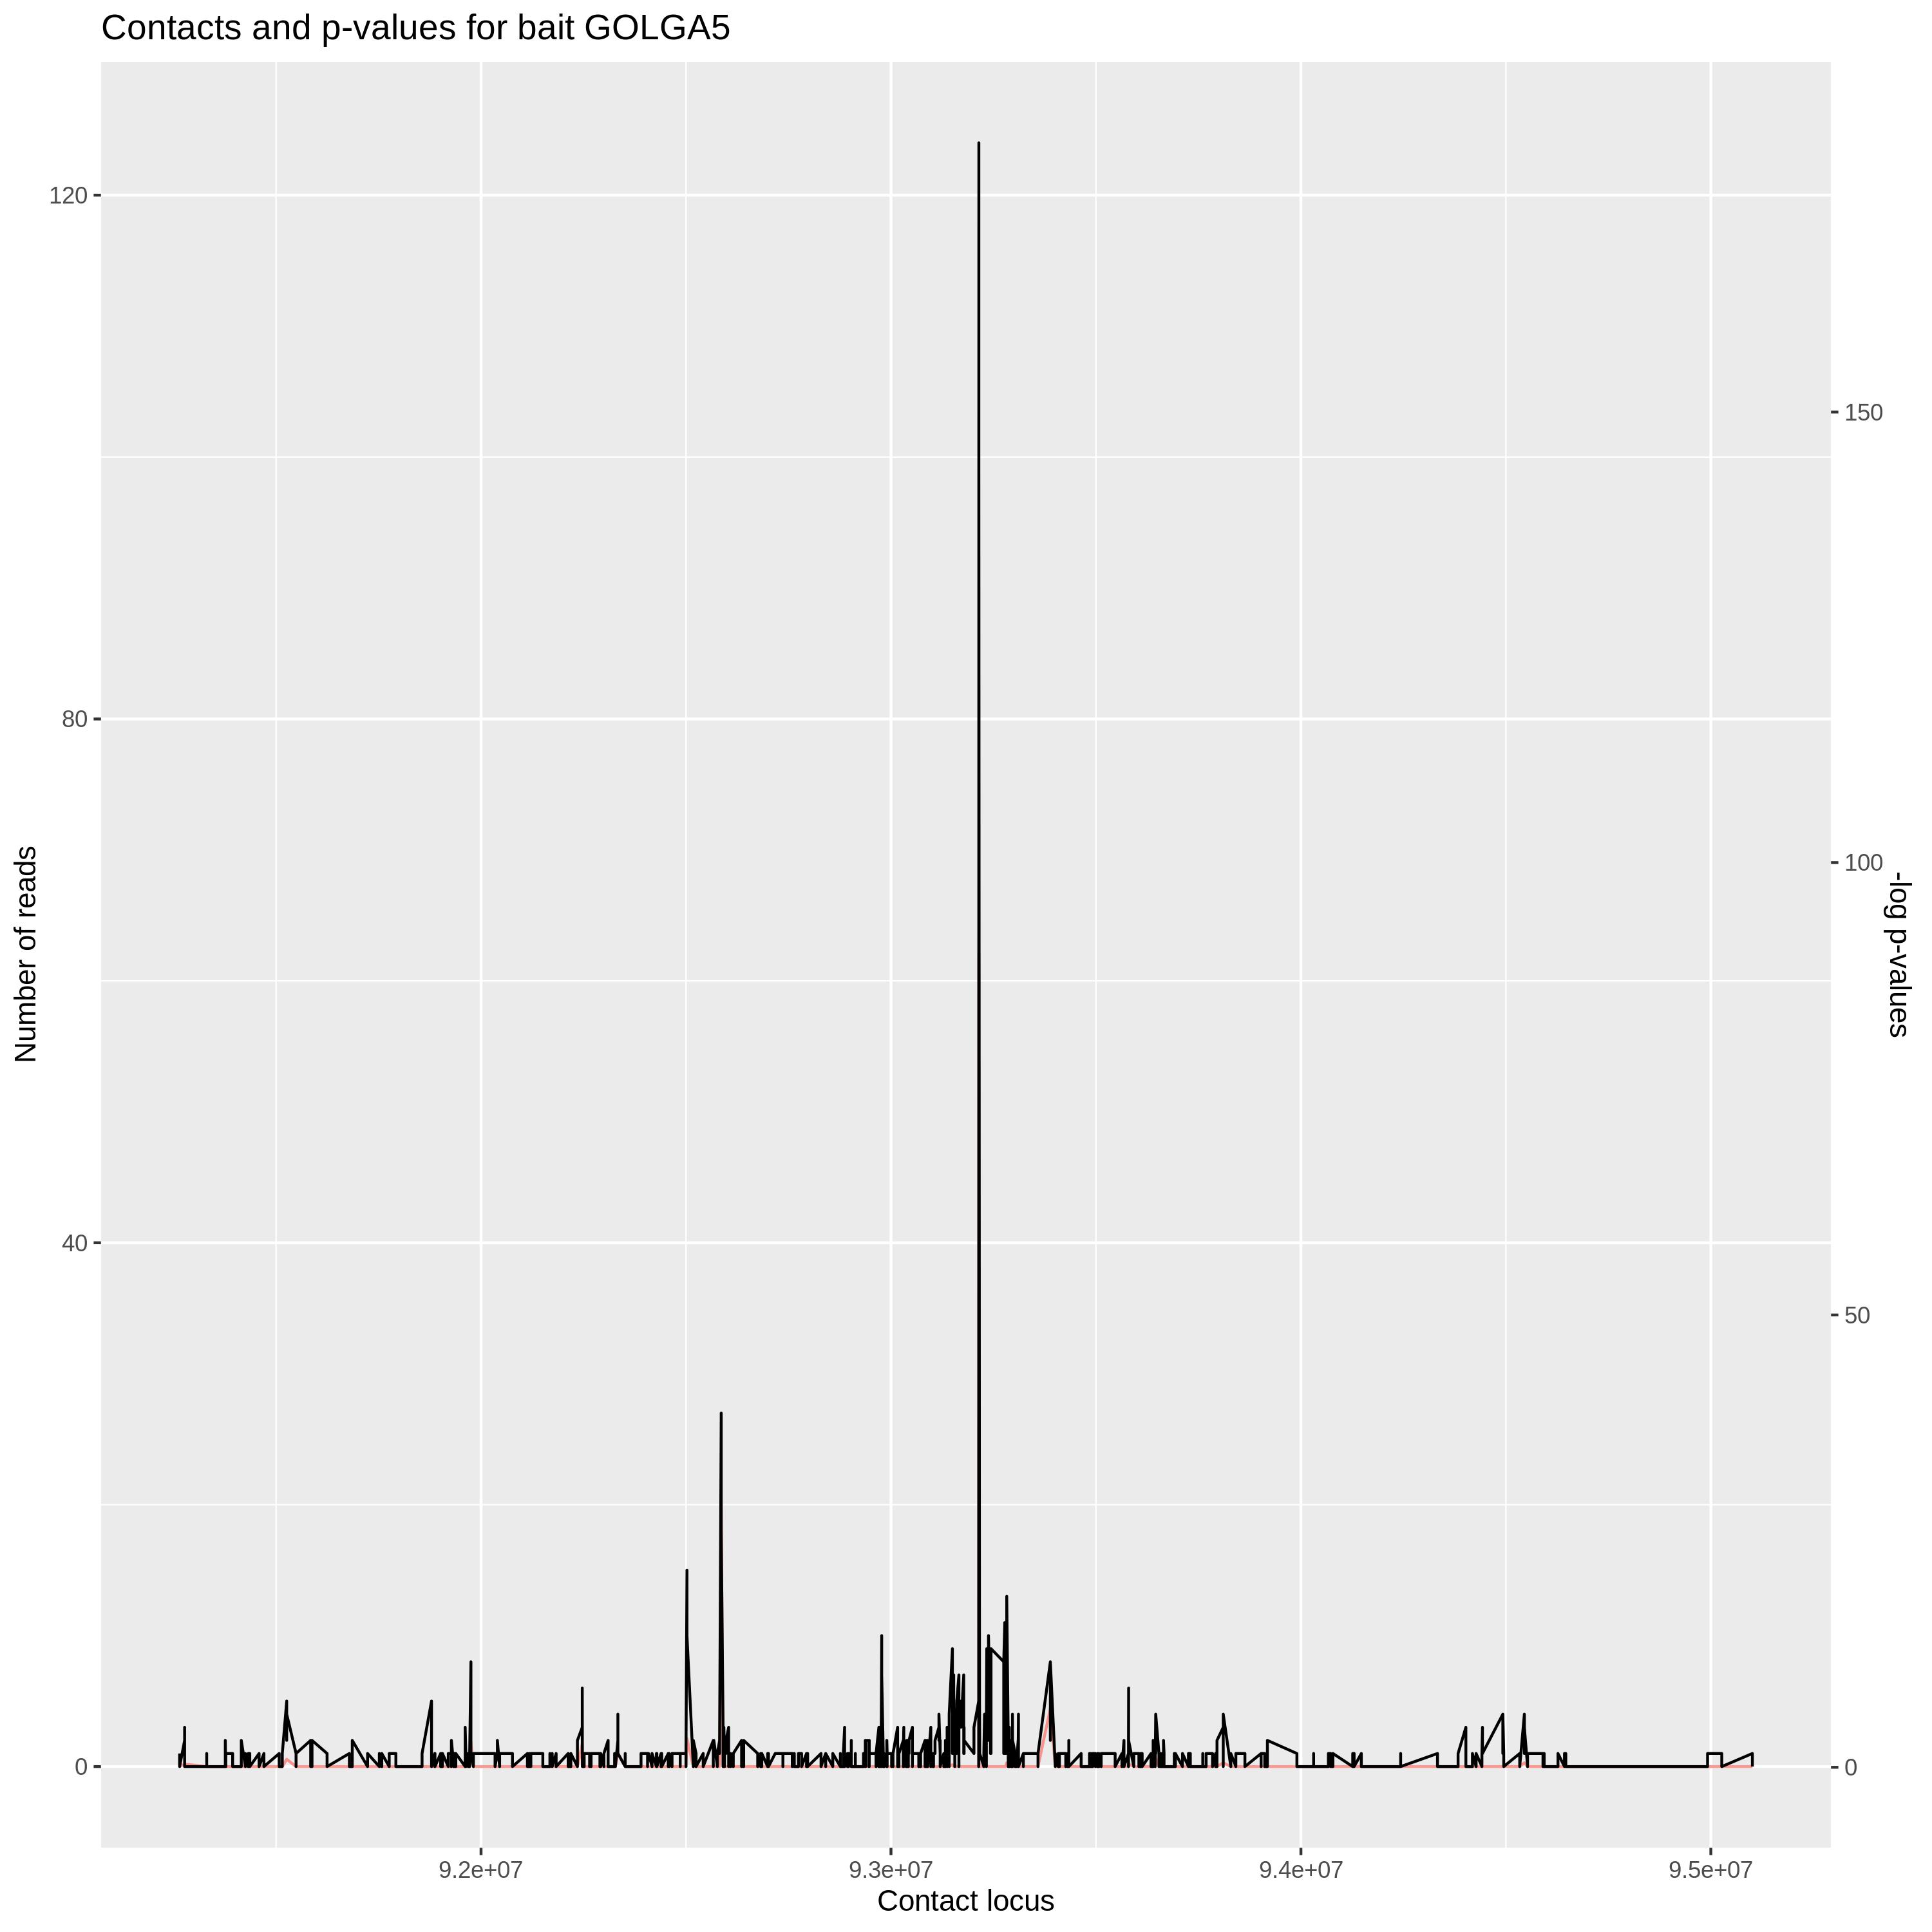 Contacts and p-values for bait GOLGA5
120
80
40
0
150
100
50
0
Number of reads
-log p-values
9.2e+07
9.3e+07
9.4e+07
9.5e+07
Contact locus